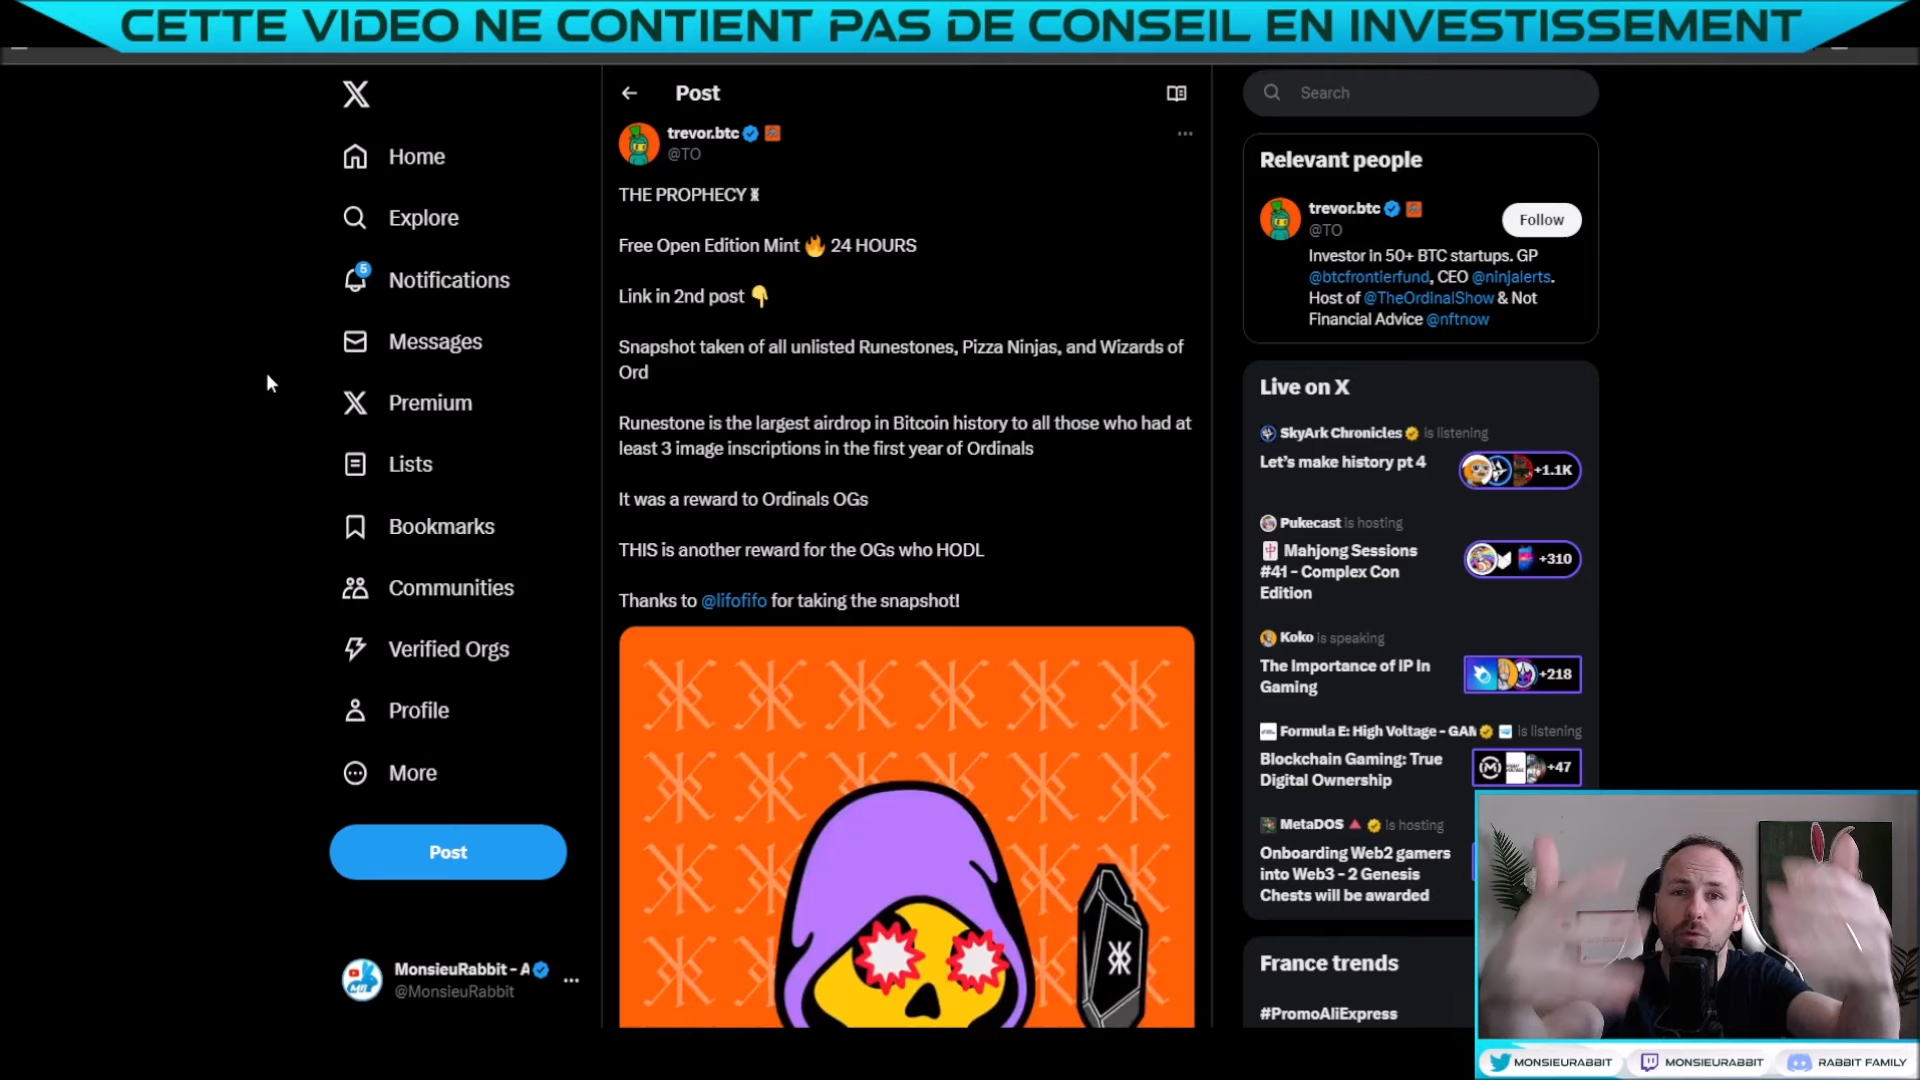 CETTE VIDEO NE CONTIENT PAS DE CONSEIL EN INVESTISSEMENT
Home
Explore
5
Notifications
Messages
Premium
Lists
Bookmarks
Communities
Verified Orgs
Profile
More
Post
MonsieuRabbit - A
@MonsieuRabbit
Post
trevor.btc
@TO
THE PROPHECY
Free Open Edition Mint 🔥 24 HOURS
Link in 2nd post 👇
Snapshot taken of all unlisted Runestones, Pizza Ninjas, and Wizards of
Ord
Runestone is the largest airdrop in Bitcoin history to all those who had at
least 3 image inscriptions in the first year of Ordinals
It was a reward to Ordinals OGs
THIS is another reward for the OGs who HODL
Thanks to @lifofifo for taking the snapshot!
Search
Relevant people
trevor.btc
@TO
Follow
Investor in 50+ BTC startups. GP
@btcfrontierfund, CEO @ninjalerts.
Host of @TheOrdinalShow & Not
Financial Advice @nftnow
Live on X
SkyArk Chronicles is listening
Let's make history pt 4
+1.1K
Pukecast is hosting
🀄 Mahjong Sessions
#41 - Complex Con
Edition
+310
Koko is speaking
The Importance of IP In
Gaming
+218
Formula E: High Voltage - GAM is listening
Blockchain Gaming: True
Digital Ownership
+47
MetaDOS 🔺 is hosting
Onboarding Web2 gamers
into Web3 - 2 Genesis
Chests will be awarded
France trends
#PromoAliExpress
MONSIEURABBIT
MONSIEURABBIT
RABBIT FAMILY